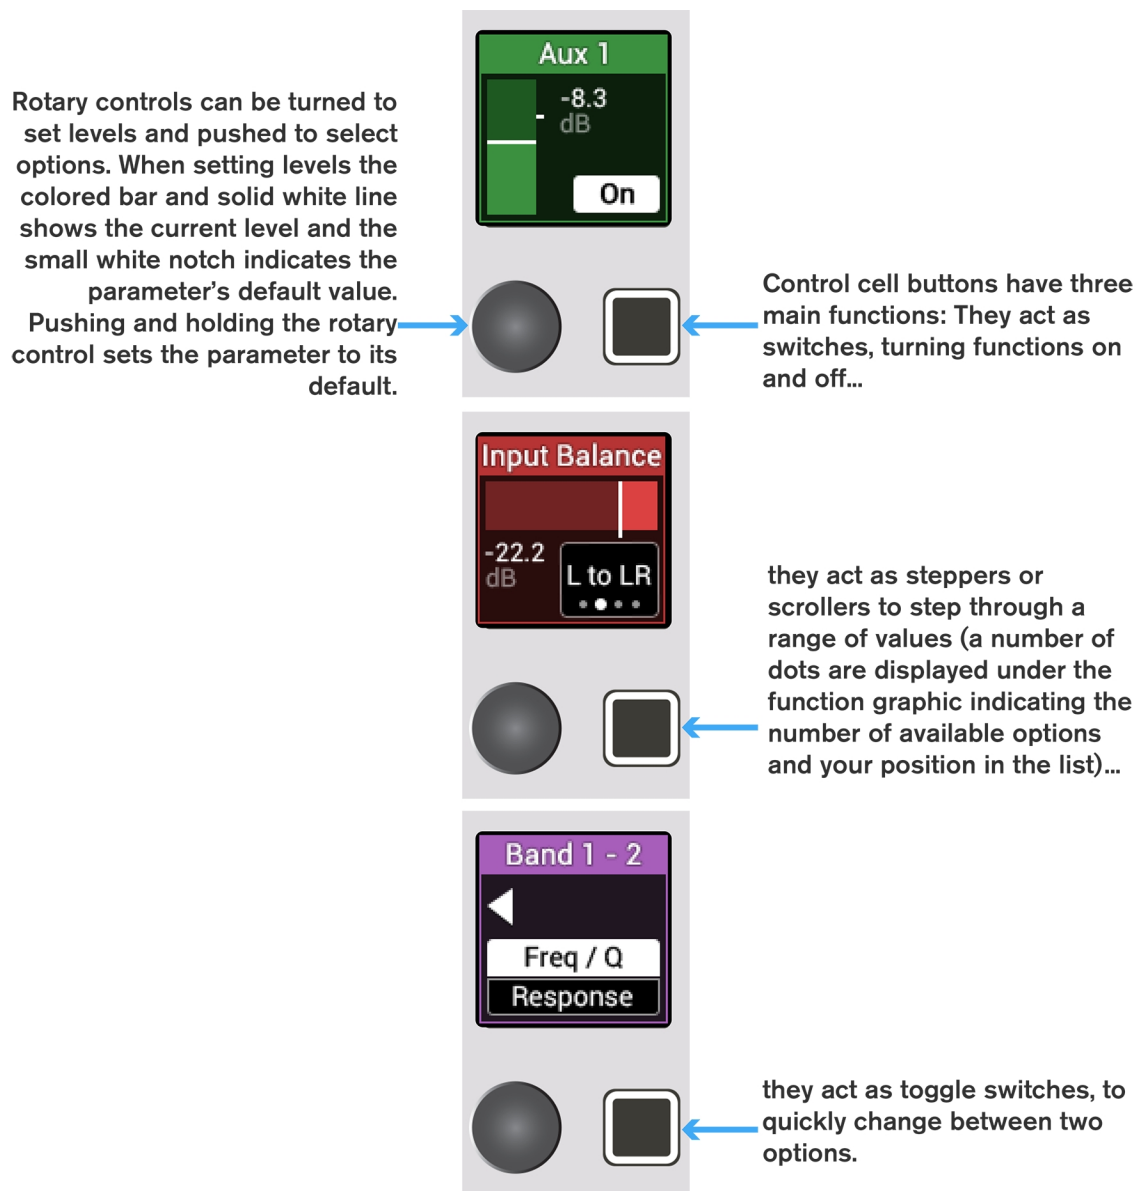 Aux 1
-8.3
dB
On
Rotary controls can be turned to
set levels and pushed to select
options. When setting levels the
colored bar and solid white line
shows the current level and the
small white notch indicates the
parameter's default value.
Pushing and holding the rotary
control sets the parameter to its
default.
Control cell buttons have three
main functions: They act as
switches, turning functions on
and off...
Input Balance
-22.2
dB
L to LR
they act as steppers or
scrollers to step through a
range of values (a number of
dots are displayed under the
function graphic indicating the
number of available options
and your position in the list)...
Band 1 - 2
Freq / Q
Response
they act as toggle switches, to
quickly change between two
options.